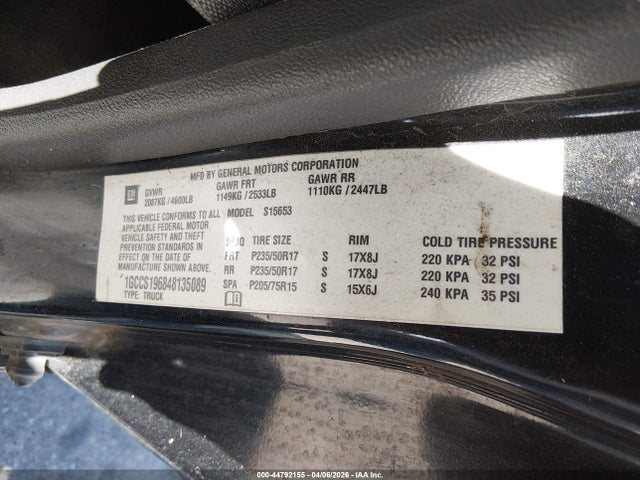 MFD BY GENERAL MOTORS CORPORATION
GM GVWR GAWR FRT GAWR RR
2087KG / 4600LB 1149KG / 2533LB 1110KG / 2447LB
THIS VEHICLE CONFORMS TO ALL MODEL S15653
APPLICABLE FEDERAL MOTOR
VEHICLE SAFETY AND THEFT TIRE SIZE RIM COLD TIRE PRESSURE
PREVENTION STANDARDS IN FRT P235/50R17 S 17X8J 220 KPA 32 PSI
EFFECT ON THE DATE OF RR P235/50R17 S 17X8J 220 KPA 32 PSI
MANUFACTURE SHOWN ABOVE. SPA P205/75R15 S 15X6J 240 KPA 35 PSI
*1GCCS196848135089
TYPE: TRUCK
000-44792155 - 04/06/2026 - IAA Inc.